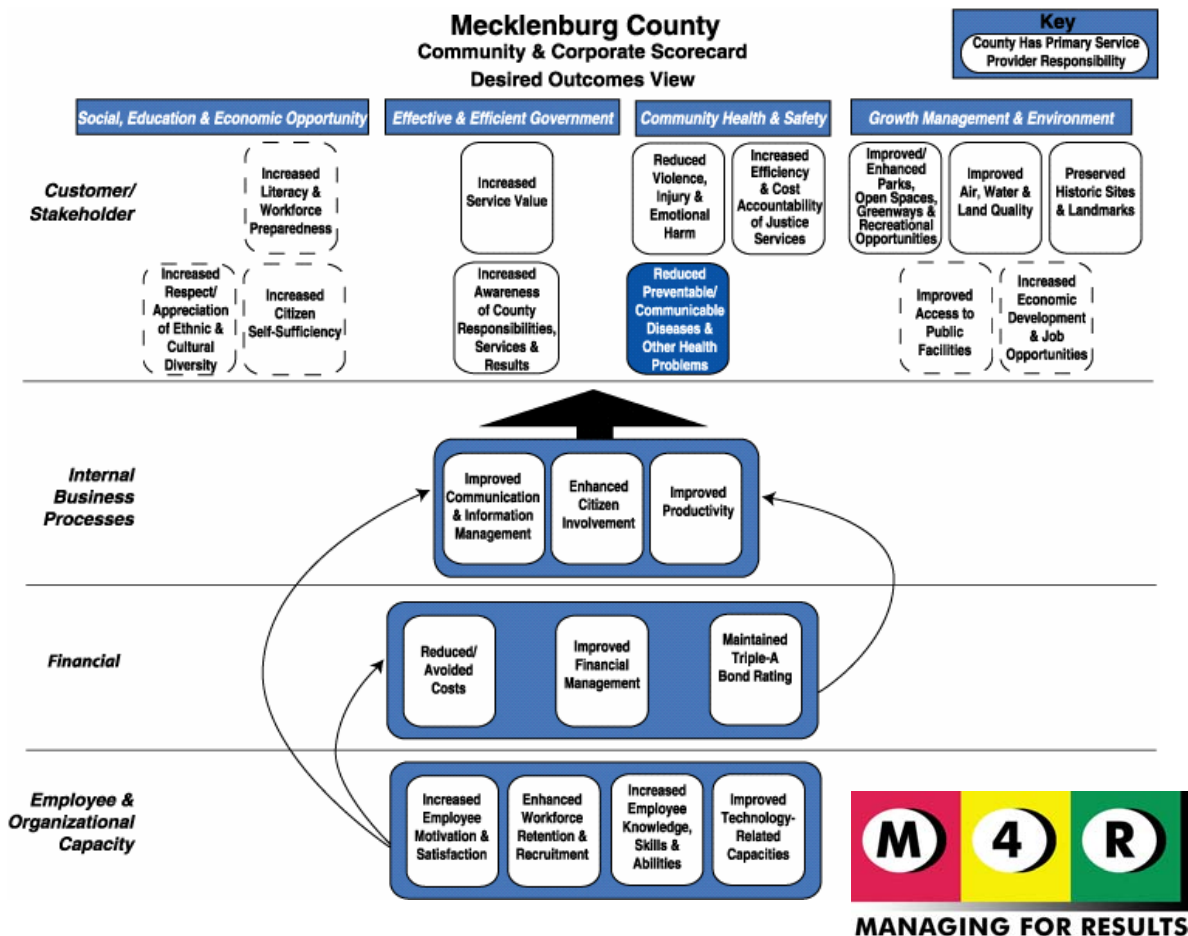 Mecklenburg County
Community & Corporate Scorecard
Desired Outcomes View
Key
County Has Primary Service
Provider Responsibility
Social, Education & Economic Opportunity
Effective & Efficient Government
Community Health & Safety
Growth Management & Environment
Customer/
Stakeholder
Increased
Literacy &
Workforce
Preparedness
Increased
Service Value
Reduced
Violence,
Injury &
Emotional
Harm
Increased
Efficiency
& Cost
Accountability
of Justice
Services
Improved/
Enhanced
Parks,
Open Spaces,
Greenways &
Recreational
Opportunities
Improved
Air, Water &
Land Quality
Preserved
Historic Sites
& Landmarks
Increased
Respect/
Appreciation
of Ethnic &
Cultural
Diversity
Increased
Citizen
Self-Sufficiency
Increased
Awareness
of County
Responsibilities,
Services &
Results
Reduced
Preventable/
Communicable
Diseases &
Other Health
Problems
Improved
Access to
Public
Facilities
Increased
Economic
Development
& Job
Opportunities
Internal
Business
Processes
Improved
Communication
& Information
Management
Enhanced
Citizen
Involvement
Improved
Productivity
Financial
Reduced/
Avoided
Costs
Improved
Financial
Management
Maintained
Triple-A
Bond Rating
Employee &
Organizational
Capacity
Increased
Employee
Motivation &
Satisfaction
Enhanced
Workforce
Retention &
Recruitment
Increased
Employee
Knowledge,
Skills &
Abilities
Improved
Technology-
Related
Capacities
M 4 R
MANAGING FOR RESULTS